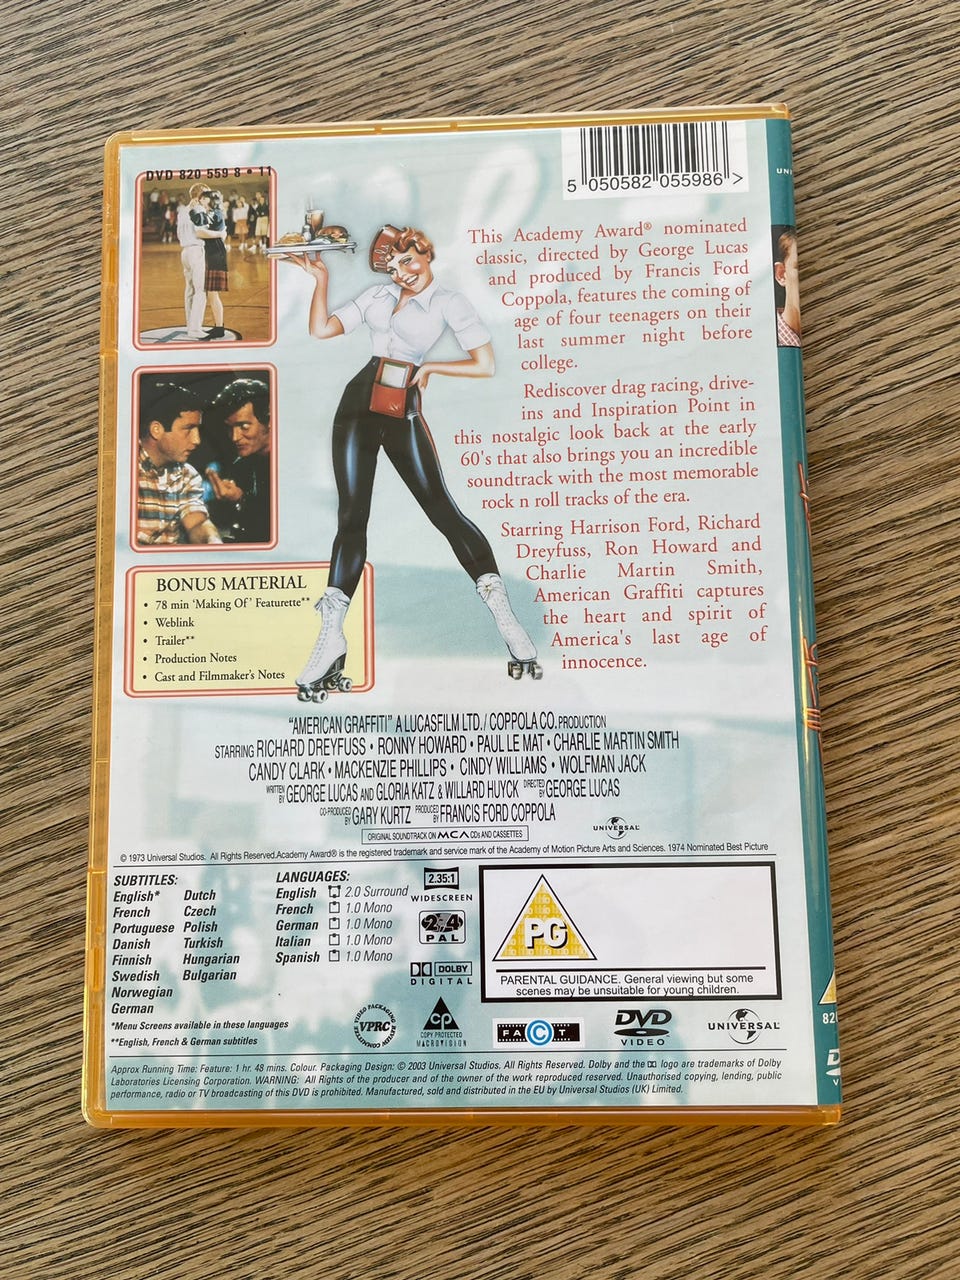 DVD 820 559 8 • 11
5 050582 055986 >
This Academy Award® nominated
classic, directed by George Lucas
and produced by Francis Ford
Coppola, features the coming of
age of four teenagers on their
last summer night before
college.
Rediscover drag racing, drive-
ins and Inspiration Point in
this nostalgic look back at the early
60's that also brings you an incredible
soundtrack with the most memorable
rock n roll tracks of the era.
Starring Harrison Ford, Richard
Dreyfuss, Ron Howard and
Charlie Martin Smith,
American Graffiti captures
the heart and spirit of
America's last age of
innocence.
BONUS MATERIAL
• 78 min 'Making Of' Featurette**
• Weblink
• Trailer**
• Production Notes
• Cast and Filmmaker's Notes
"AMERICAN GRAFFITI" A LUCASFILM LTD. / COPPOLA CO. PRODUCTION
STARRING RICHARD DREYFUSS • RONNY HOWARD • PAUL LE MAT • CHARLIE MARTIN SMITH
CANDY CLARK • MACKENZIE PHILLIPS • CINDY WILLIAMS • WOLFMAN JACK
WRITTEN BY GEORGE LUCAS AND GLORIA KATZ & WILLARD HUYCK DIRECTED BY GEORGE LUCAS
CO-PRODUCED BY GARY KURTZ PRODUCED BY FRANCIS FORD COPPOLA
ORIGINAL SOUNDTRACK ON MCA CDs AND CASSETTES
UNIVERSAL
© 1973 Universal Studios. All Rights Reserved.Academy Award® is the registered trademark and service mark of the Academy of Motion Picture Arts and Sciences. 1974 Nominated Best Picture
SUBTITLES:
English* Dutch
French Czech
Portuguese Polish
Danish Turkish
Finnish Hungarian
Swedish Bulgarian
Norwegian
German
*Menu Screens available in these languages
**English, French & German subtitles
LANGUAGES:
English 2.0 Surround
French 1.0 Mono
German 1.0 Mono
Italian 1.0 Mono
Spanish 1.0 Mono
2.35:1
WIDESCREEN
2 4
PAL
DOLBY
DIGITAL
PG
PARENTAL GUIDANCE. General viewing but some
scenes may be unsuitable for young children.
VIDEO PACKAGING REVIEW COMMITTEE
VPRC
CP
COPY PROTECTED
MACROVISION
FACT
DVD
VIDEO
UNIVERSAL
Approx Running Time: Feature: 1 hr. 48 mins. Colour. Packaging Design: © 2003 Universal Studios. All Rights Reserved. Dolby and the logo are trademarks of Dolby
Laboratories Licensing Corporation. WARNING: All Rights of the producer and of the owner of the work reproduced reserved. Unauthorised copying, lending, public
performance, radio or TV broadcasting of this DVD is prohibited. Manufactured, sold and distributed in the EU by Universal Studios (UK) Limited.